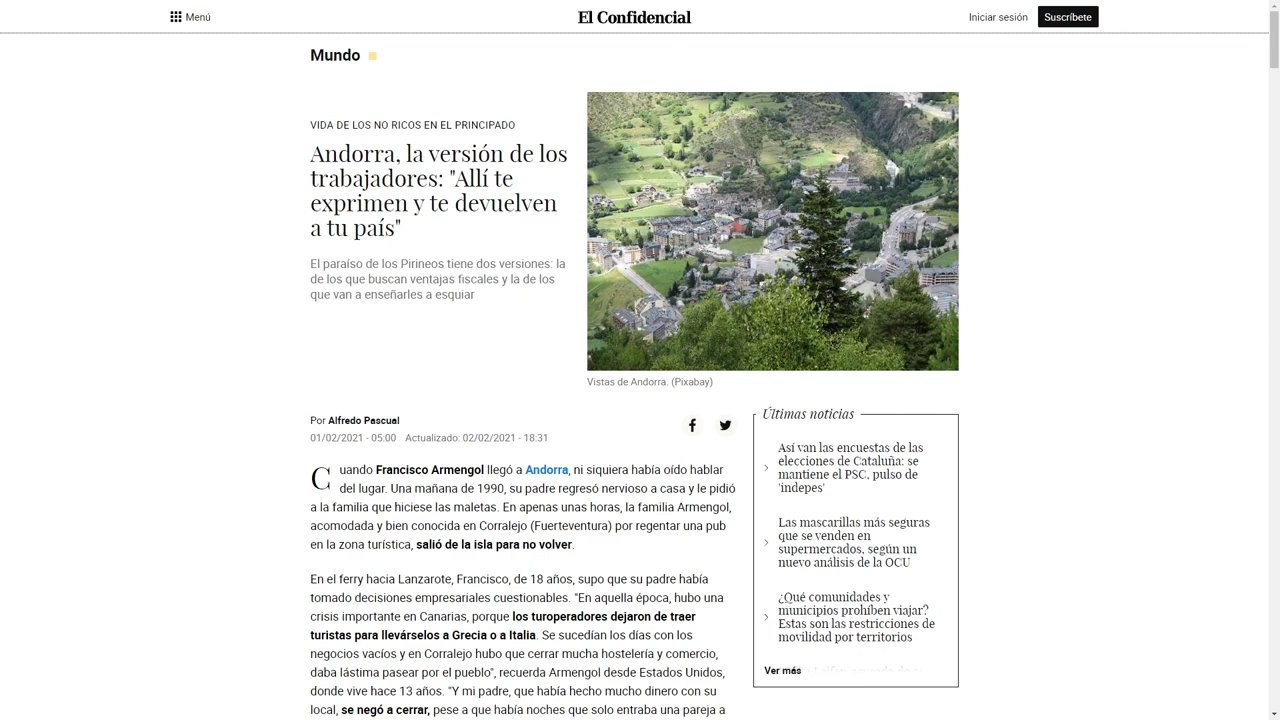 Menú
El Confidencial
Iniciar sesión
Suscríbete
Mundo
VIDA DE LOS NO RICOS EN EL PRINCIPADO
Andorra, la versión de los
trabajadores: "Allí te
exprimen y te devuelven
a tu país"
El paraíso de los Pirineos tiene dos versiones: la
de los que buscan ventajas fiscales y la de los
que van a enseñarles a esquiar
Vistas de Andorra. (Pixabay)
Por Alfredo Pascual
01/02/2021 - 05:00 Actualizado: 02/02/2021 - 18:31
Cuando Francisco Armengol llegó a Andorra, ni siquiera había oído hablar
del lugar. Una mañana de 1990, su padre regresó nervioso a casa y le pidió
a la familia que hiciese las maletas. En apenas unas horas, la familia Armengol,
acomodada y bien conocida en Corralejo (Fuerteventura) por regentar una pub
en la zona turística, salió de la isla para no volver.
En el ferry hacia Lanzarote, Francisco, de 18 años, supo que su padre había
tomado decisiones empresariales cuestionables. "En aquella época, hubo una
crisis importante en Canarias, porque los turoperadores dejaron de traer
turistas para llevárselos a Grecia o a Italia. Se sucedían los días con los
negocios vacíos y en Corralejo hubo que cerrar mucha hostelería y comercio,
daba lástima pasear por el pueblo", recuerda Armengol desde Estados Unidos,
donde vive hace 13 años. "Y mi padre, que había hecho mucho dinero con su
local, se negó a cerrar, pese a que había noches que solo entraba una pareja a
Últimas noticias
Así van las encuestas de las
elecciones de Cataluña: se
mantiene el PSC, pulso de
'indepes'
Las mascarillas más seguras
que se venden en
supermercados, según un
nuevo análisis de la OCU
¿Qué comunidades y
municipios prohíben viajar?
Estas son las restricciones de
movilidad por territorios
Ver más